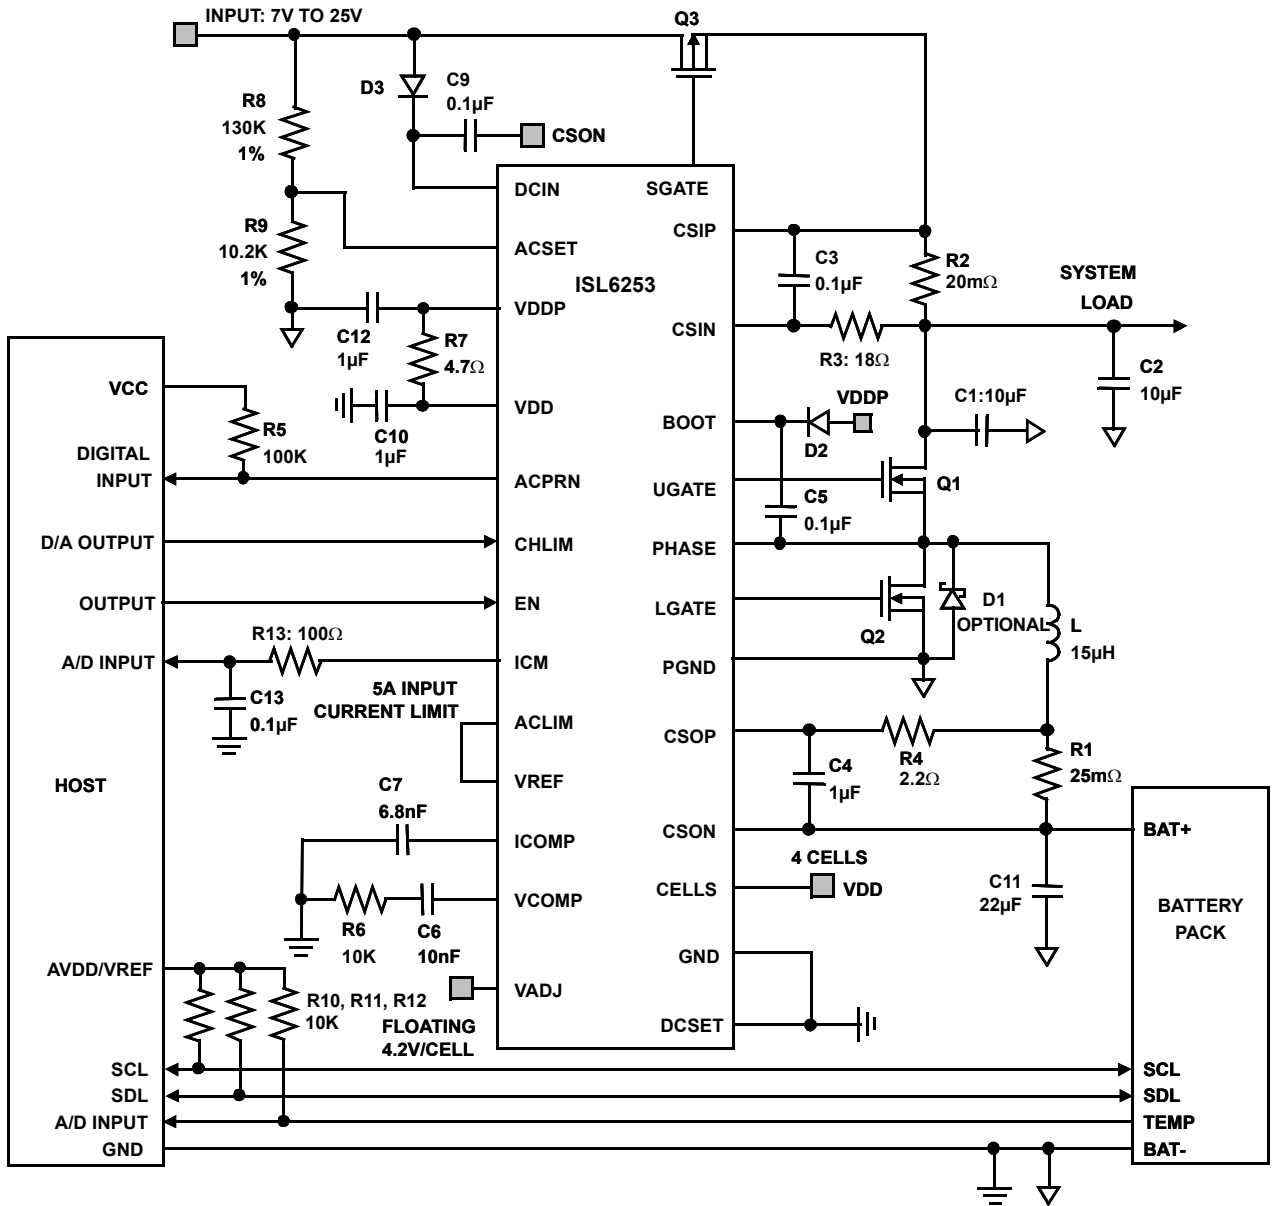 INPUT: 7V TO 25V
Q3
D3
C9
0.1µF
CSON
R8
130K
1%
R9
10.2K
1%
DCIN
SGATE
ACSET
CSIP
ISL6253
C3
0.1µF
R2
20mΩ
SYSTEM
LOAD
VDDP
CSIN
C12
1µF
R7
4.7Ω
R3: 18Ω
C2
10µF
VCC
VDD
C10
1µF
BOOT
VDDP
D2
C1:10µF
R5
100K
DIGITAL
INPUT
ACPRN
UGATE
Q1
C5
0.1µF
D/A OUTPUT
CHLIM
PHASE
OUTPUT
EN
LGATE
Q2
D1
OPTIONAL
L
15µH
R13: 100Ω
A/D INPUT
ICM
PGND
C13
0.1µF
5A INPUT
CURRENT LIMIT
ACLIM
CSOP
R4
2.2Ω
C4
1µF
R1
25mΩ
HOST
VREF
C7
6.8nF
ICOMP
CSON
BAT+
4 CELLS
CELLS
VDD
C11
22µF
VCOMP
R6
10K
C6
10nF
BATTERY
PACK
AVDD/VREF
GND
VADJ
R10, R11, R12
10K
FLOATING
4.2V/CELL
DCSET
SCL
SCL
SDL
SDL
A/D INPUT
TEMP
GND
BAT-